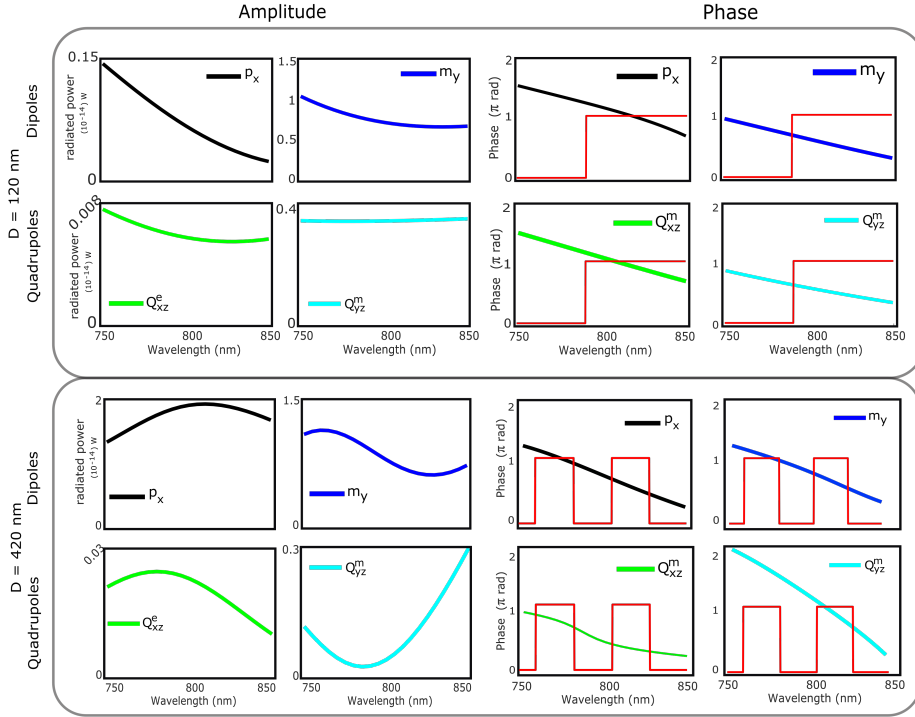 Amplitude Phase
D = 120 nm
Dipoles
radiated power
(10⁻¹⁴) W
0.15
0
pₓ
1.5
1
0.5
0
m_y
Phase (π rad)
2
1
0
pₓ
2
1
0
m_y
Quadrupoles
radiated power
(10⁻¹⁴) W
0.008
0
Q^e_xz
750 800 850
Wavelength (nm)
0.4
0
Q^m_yz
750 800 850
Wavelength (nm)
Phase (π rad)
2
1
0
Q^m_xz
750 800 850
Wavelength (nm)
2
1
0
Q^m_yz
750 800 850
Wavelength (nm)
D = 420 nm
Dipoles
radiated power
(10⁻¹⁴) W
2
0
pₓ
1.5
0
m_y
Phase (π rad)
2
1
0
pₓ
2
1
0
m_y
Quadrupoles
0.03
0
Q^e_xz
750 800 850
Wavelength (nm)
0.3
0
Q^m_yz
750 800 850
Wavelength (nm)
Phase (π rad)
2
1
0
Q^m_xz
750 800 850
Wavelength (nm)
2
1
0
Q^m_yz
750 800 850
Wavelength (nm)